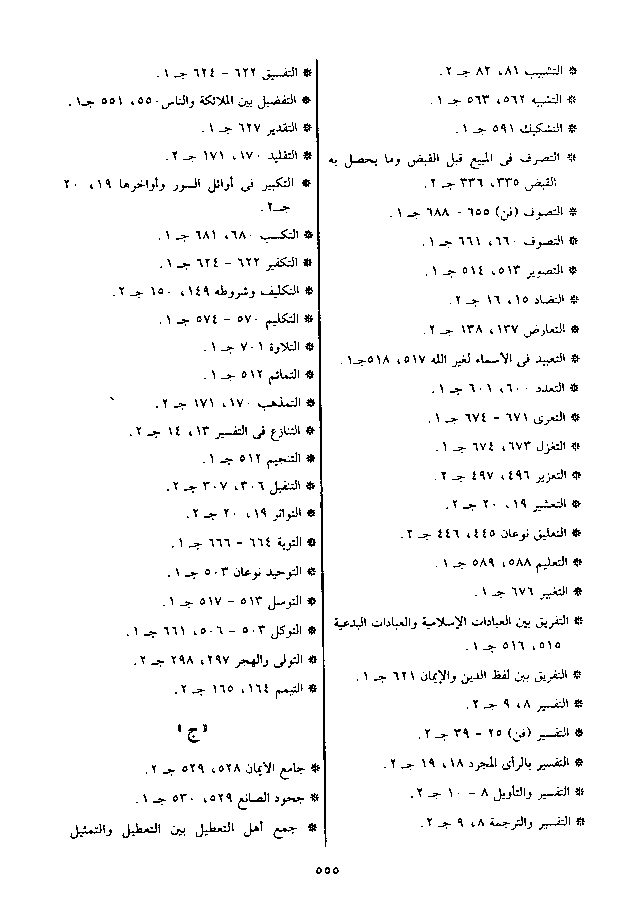 * التشبيب ٨١، ٨٢ جـ ٢.
* التشبيه ٥٦٢، ٥٦٣ جـ ١.
* التشكيك ٥٩١ جـ ١.
* التصرف فى المبيع قبل القبض وما يحصل به
القبض ٣٣٥، ٣٣٦ جـ ٢.
* التصوف (فن) ٦٥٥ - ٦٨٨ جـ ١.
* التصوف ٦٦٠، ٦٦١ جـ ١.
* التصوير ٥١٣، ٥١٤ جـ ١.
* التضاد ١٥، ١٦ جـ ٢.
* التعارض ١٣٧، ١٣٨ جـ ٢.
* التعبيد فى الأسماء لغير الله ٥١٧، ٥١٨ جـ١.
* التعدد ٦٠٠، ٦٠١ جـ ١.
* التعرى ٦٧١ - ٦٧٤ جـ ١.
* التغزل ٦٧٣، ٦٧٤ جـ ١.
* التعزير ٤٩٦، ٤٩٧ جـ ٢.
* التعشير ١٩، ٢٠ جـ ٢.
* التعليق نوعان ٤٤٥، ٤٤٦ جـ ٢.
* التعليم ٥٨٨، ٥٨٩ جـ ١.
* التغبير ٦٧٦ جـ ١.
* التفريق بين العبادات الإسلامية والعبادات البدعية
٥١٥، ٥١٦ جـ ١.
* التفريق بين لفظ الدين والإيمان ٦٢١ جـ ١.
* التفسير ٨، ٩ جـ ٢.
* التفسير (فن) ٢٥ - ٣٩ جـ ٢.
* التفسير بالرأى المجرد ١٨، ١٩ جـ ٢.
* التفسير والتأويل ٨ - ١٠ جـ ٢.
* التفسير والترجمة ٨، ٩ جـ ٢.
* التفسيق ٦٢٢ - ٦٢٤ جـ ١.
* التفضيل بين الملائكة والناس ٥٥٠، ٥٥١ جـ١.
* التقدير ٦٢٧ جـ ١.
* التقليد ١٧٠، ١٧١ جـ ٢.
* التكبير فى أوائل السور وأواخرها ١٩، ٢٠
جـ ٢.
* التكسب ٦٨٠، ٦٨١ جـ ١.
* التكفير ٦٢٢ - ٦٢٤ جـ ١.
* التكليف وشروطه ١٤٩، ١٥٠ جـ ٢.
* التكليم ٥٧٠ - ٥٧٤ جـ ١.
* التلاوة ٧٠١ جـ ١.
* التمائم ٥١٢ جـ ١.
* التمذهب ١٧٠، ١٧١ جـ ٢.
* التنازع فى التفسير ١٣، ١٤ جـ ٢.
* التنجيم ٥١٢ جـ ١.
* التنفيل ٣٠٦، ٣٠٧ جـ ٢.
* التواتر ١٩، ٢٠ جـ ٢.
* التوبة ٦٦٤ - ٦٦٦ جـ ١.
* التوحيد نوعان ٥٠٣ جـ ١.
* التوسل ٥١٣ - ٥١٧ جـ ١.
* التوكل ٥٠٣ - ٥٠٦، ٦٦١ جـ ١.
* التولى والهجر ٢٩٧، ٢٩٨ جـ ٢.
* التيمم ١٦٤، ١٦٥ جـ ٢.
«ج»
* جامع الأيمان ٥٢٨، ٥٢٩ جـ ٢.
* جحود الصانع ٥٢٩، ٥٣٠ جـ ١.
* جمع أهل التعطيل بين التعطيل والتمثيل
٥٥٥